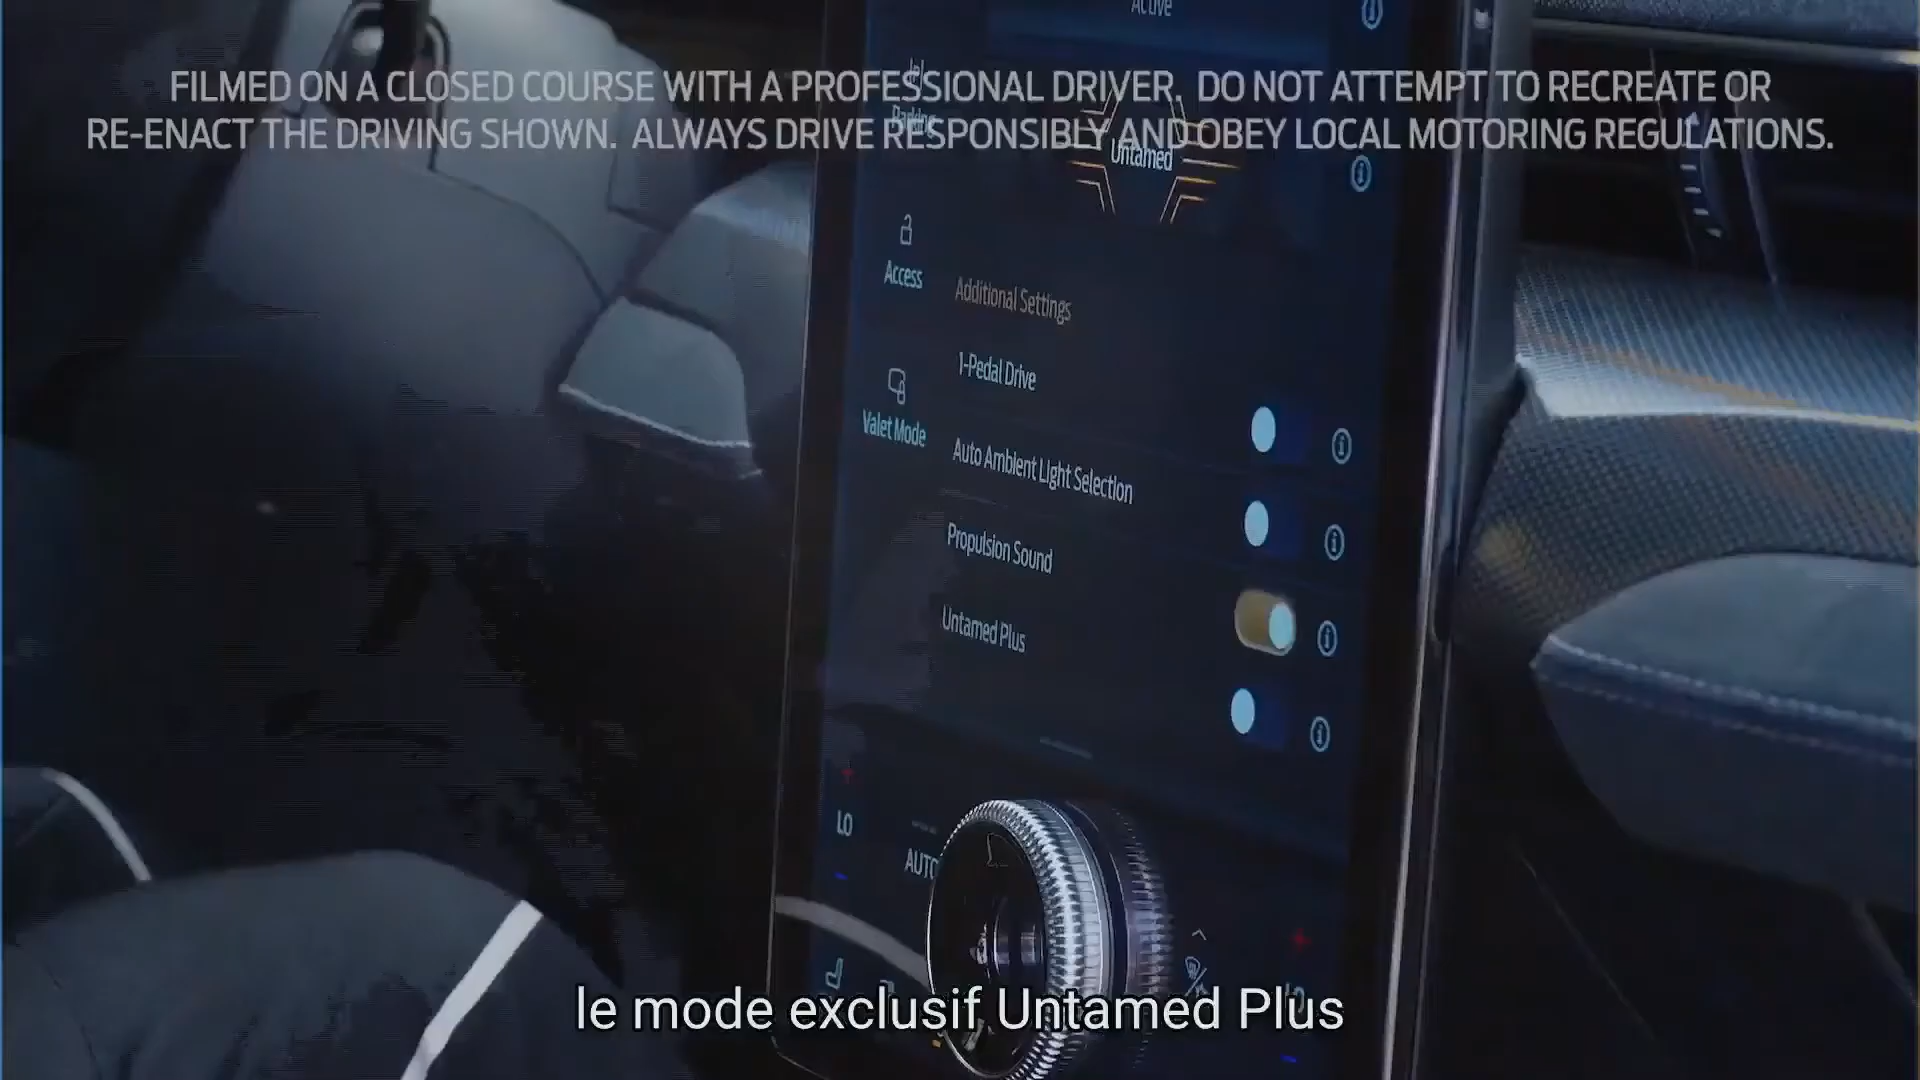 Active
FILMED ON A CLOSED COURSE WITH A PROFESSIONAL DRIVER. DO NOT ATTEMPT TO RECREATE OR
RE-ENACT THE DRIVING SHOWN. ALWAYS DRIVE RESPONSIBLY AND OBEY LOCAL MOTORING REGULATIONS.
Parking
Untamed
Access
Additional Settings
1-Pedal Drive
Valet Mode
Auto Ambient Light Selection
Propulsion Sound
Untamed Plus
LO
AUTO
LO
le mode exclusif Untamed Plus